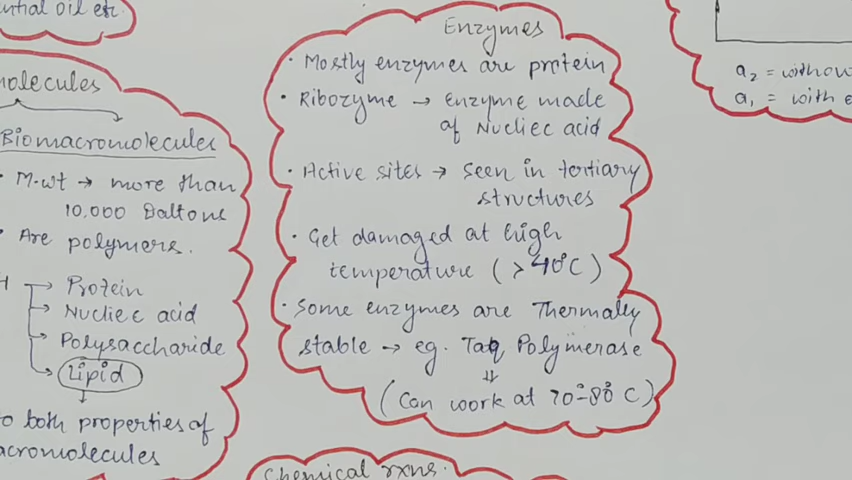 ential oil etc
molecules
Biomacromolecules
• M.wt → more than
10,000 Daltons
• Are polymers.
H → Protein
→ Nucliec acid
→ Polysaccharide
→ Lipid
to both properties of
acromolecules
Enzymes
• Mostly enzymes are protein
• Ribozyme → Enzyme made
of Nucliec acid
• Active sites → Seen in tertiary
structures
• Get damaged at high
temperature (> 40°C)
• Some enzymes are Thermally
stable → eg. Taq Polymerase
⇓
(Can work at 70°-80°C)
a₂ = withou
a₁ = with e
Chemical rxns.